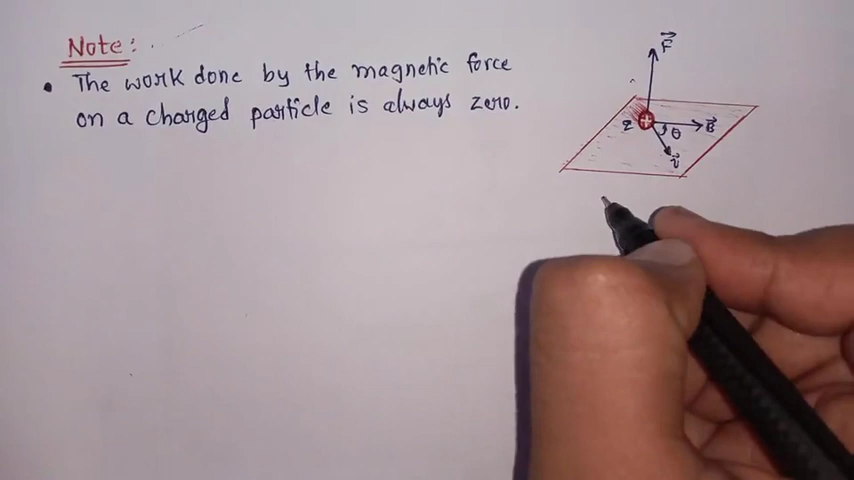 Note:
• The work done by the magnetic force
on a charged particle is always zero.
F⃗
+
B⃗
θ
v⃗